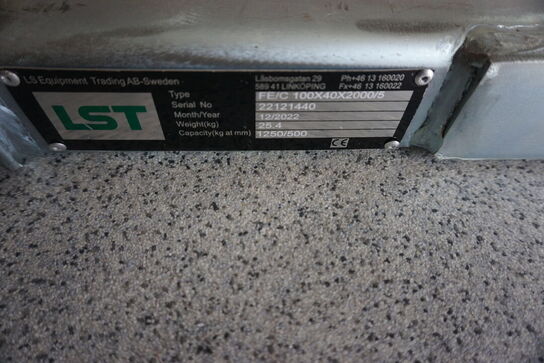 LS Equipment Trading AB-Sweden
Låsbomsgatan 29 Ph+46 13 160020
589 41 LINKÖPING Fx+46 13 160022
LST
Type FE/C 100X40X2000/5
Serial No 22121440
Month/Year 12/2022
Weight(kg) 25.4
Capacity(kg at mm) 1250/500
CE